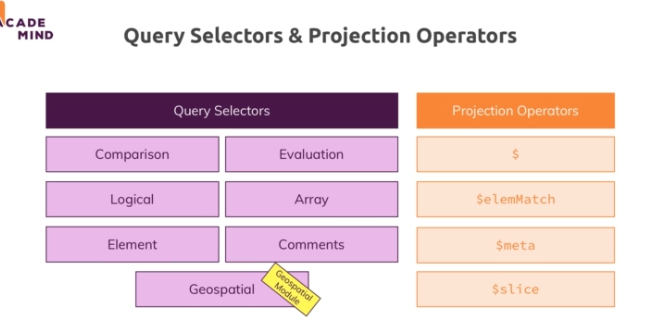 CADE
MIND
Query Selectors & Projection Operators
Query Selectors
Projection Operators
Comparison
Evaluation
$
Logical
Array
$elemMatch
Element
Comments
$meta
Geospatial
Geospatial
Module
$slice